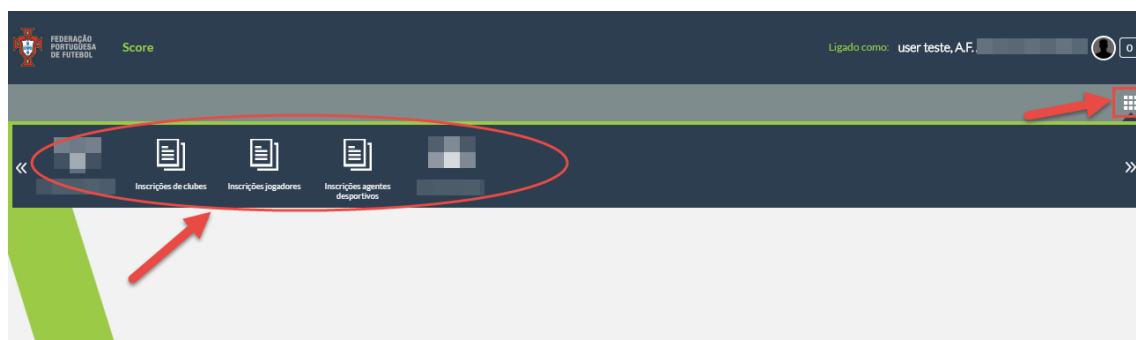 FEDERAÇÃO
PORTUGUESA
DE FUTEBOL
Score
Ligado como: user teste, A.F.
0
Inscrições de clubes
Inscrições jogadores
Inscrições agentes
desportivos